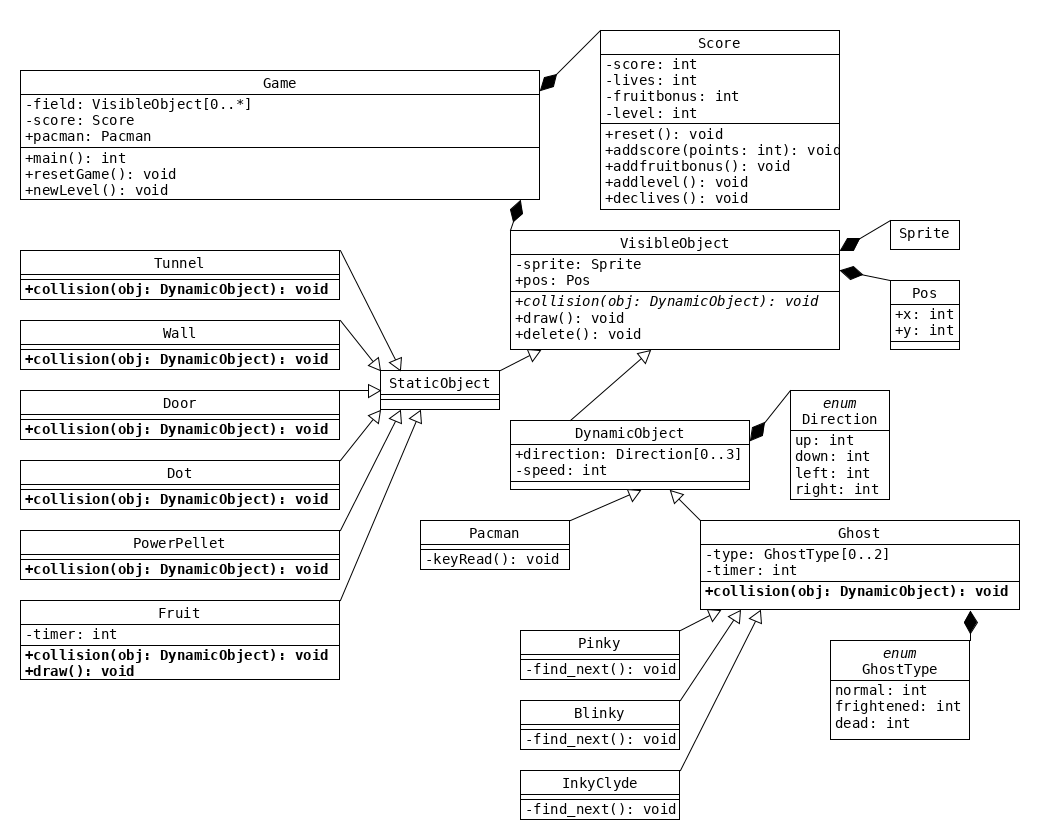 Game
-field: VisibleObject[0..*]
-score: Score
+pacman: Pacman
+main(): int
+resetGame(): void
+newLevel(): void
Score
-score: int
-lives: int
-fruitbonus: int
-level: int
+reset(): void
+addscore(points: int): void
+addfruitbonus(): void
+addlevel(): void
+declives(): void
VisibleObject
-sprite: Sprite
+pos: Pos
+collision(obj: DynamicObject): void
+draw(): void
+delete(): void
Sprite
Pos
+x: int
+y: int
Tunnel
+collision(obj: DynamicObject): void
Wall
+collision(obj: DynamicObject): void
Door
+collision(obj: DynamicObject): void
Dot
+collision(obj: DynamicObject): void
PowerPellet
+collision(obj: DynamicObject): void
Fruit
-timer: int
+collision(obj: DynamicObject): void
+draw(): void
StaticObject
DynamicObject
+direction: Direction[0..3]
-speed: int
enum
Direction
up: int
down: int
left: int
right: int
Pacman
-keyRead(): void
Ghost
-type: GhostType[0..2]
-timer: int
+collision(obj: DynamicObject): void
Pinky
-find_next(): void
Blinky
-find_next(): void
InkyClyde
-find_next(): void
enum
GhostType
normal: int
frightened: int
dead: int